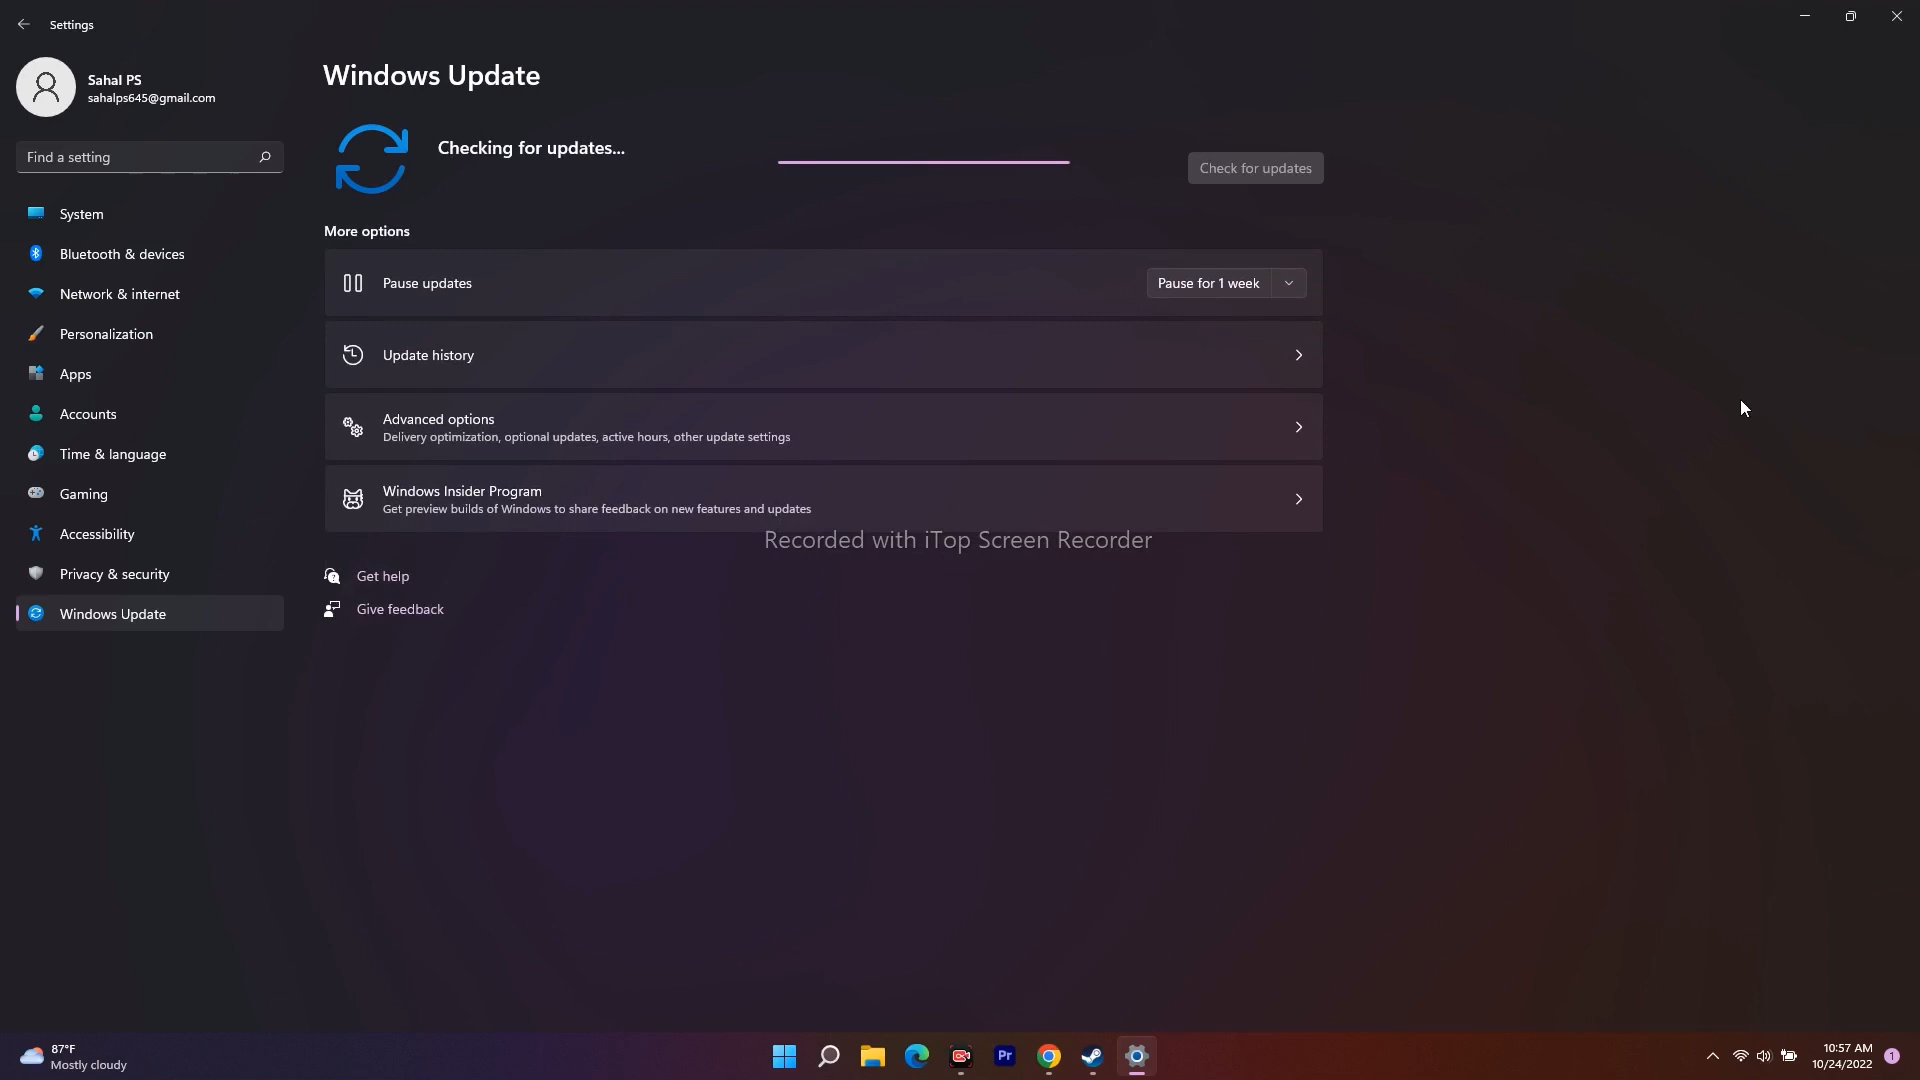 Settings
Sahal PS
sahalps645@gmail.com
Find a setting
System
Bluetooth & devices
Network & internet
Personalization
Apps
Accounts
Time & language
Gaming
Accessibility
Privacy & security
Windows Update
Windows Update
Checking for updates...
Check for updates
More options
Pause updates
Pause for 1 week
Update history
Advanced options
Delivery optimization, optional updates, active hours, other update settings
Windows Insider Program
Get preview builds of Windows to share feedback on new features and updates
Recorded with iTop Screen Recorder
Get help
Give feedback
87°F
Mostly cloudy
Pr
10:57 AM
10/24/2022
1